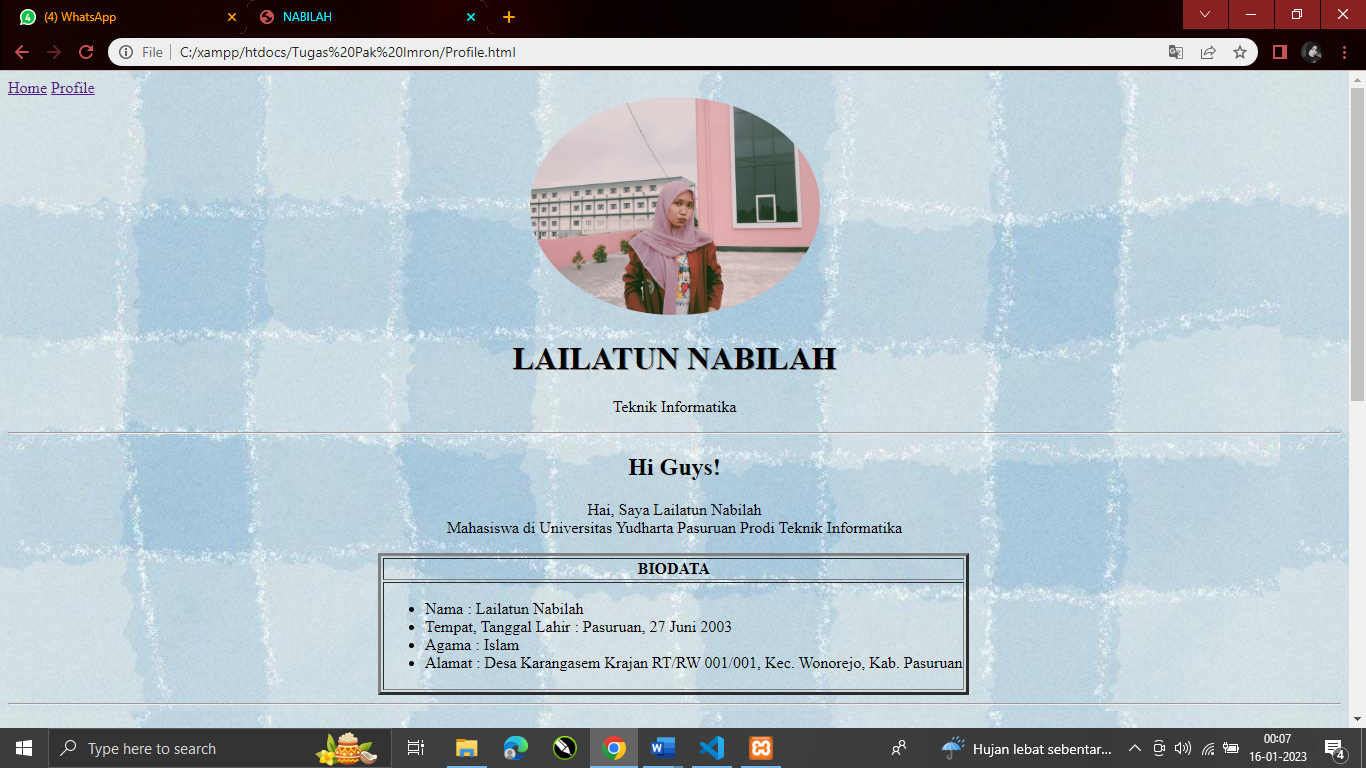 (4) WhatsApp
NABILAH
File
C:/xampp/htdocs/Tugas%20Pak%20Imron/Profile.html
Home Profile
LAILATUN NABILAH
Teknik Informatika
Hi Guys!
Hai, Saya Lailatun Nabilah
Mahasiswa di Universitas Yudharta Pasuruan Prodi Teknik Informatika
BIODATA
Nama : Lailatun Nabilah
Tempat, Tanggal Lahir : Pasuruan, 27 Juni 2003
Agama : Islam
Alamat : Desa Karangasem Krajan RT/RW 001/001, Kec. Wonorejo, Kab. Pasuruan
Type here to search
Hujan lebat sebentar...
00:07
16-01-2023
4